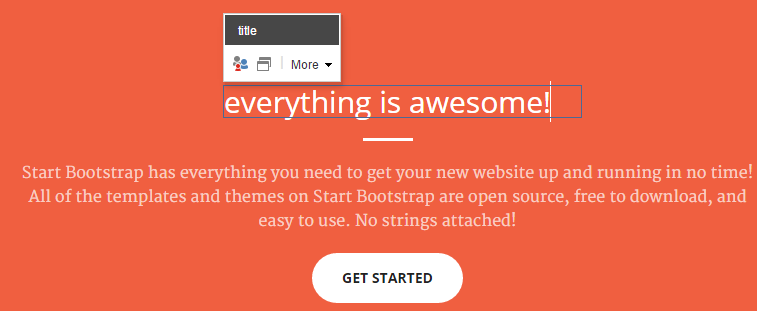 title
More
everything is awesome!
Start Bootstrap has everything you need to get your new website up and running in no time!
All of the templates and themes on Start Bootstrap are open source, free to download, and
easy to use. No strings attached!
GET STARTED